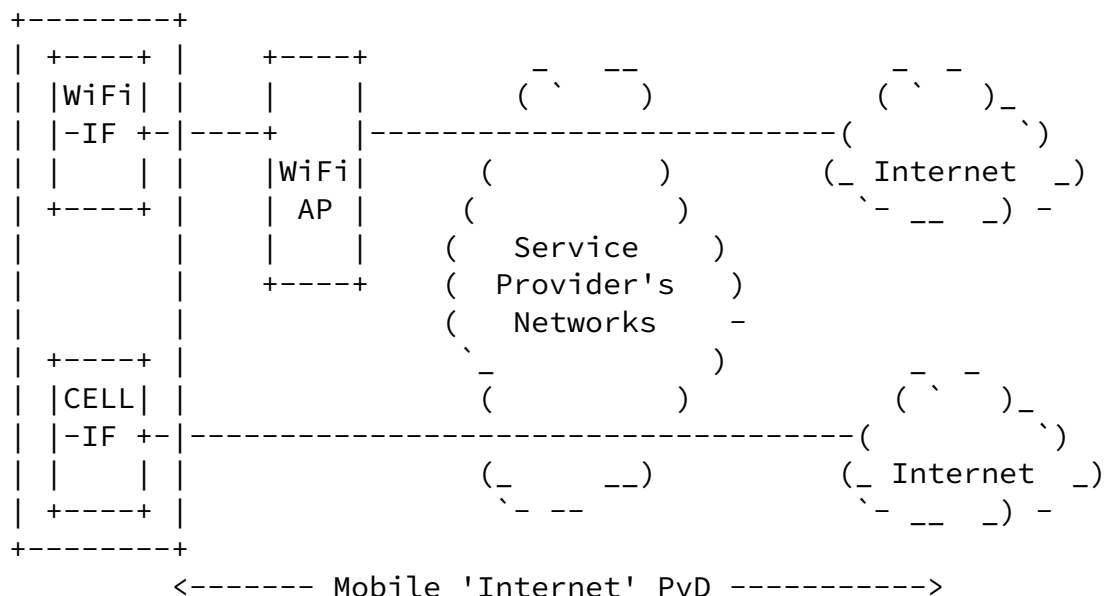 WiFi
-IF
WiFi
AP
Internet
Service
Provider's
Networks
CELL
-IF
Internet
<------- Mobile 'Internet' PvD ----------->